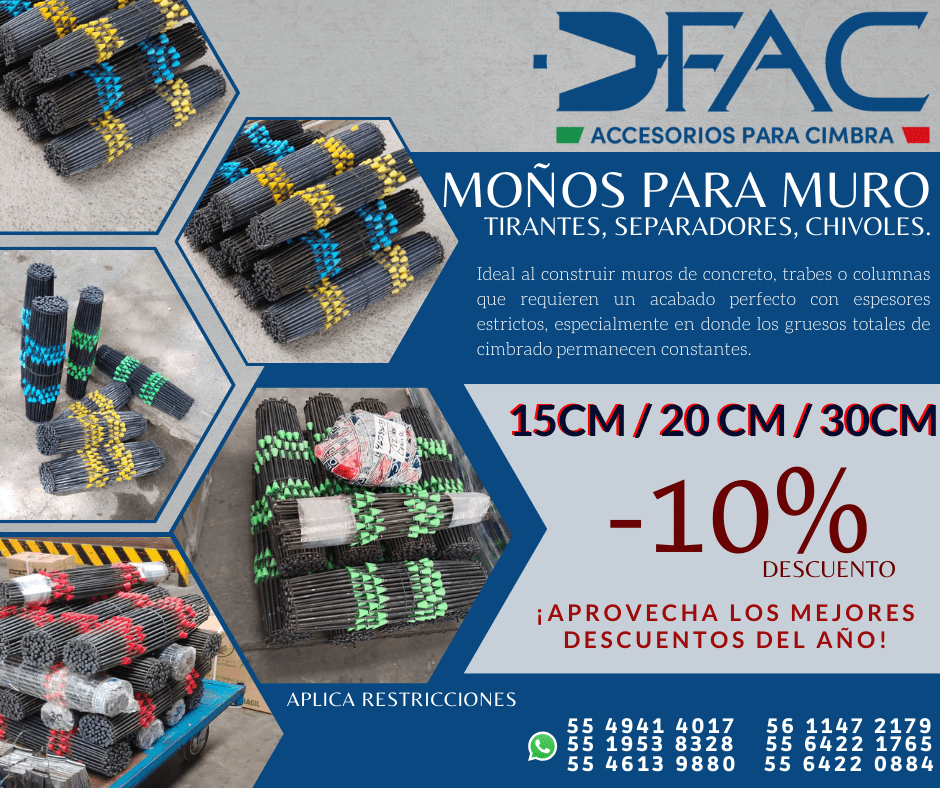 DFAC
ACCESORIOS PARA CIMBRA
MOÑOS PARA MURO
TIRANTES, SEPARADORES, CHIVOLES.
Ideal al construir muros de concreto, trabes o columnas
que requieren un acabado perfecto con espesores
estrictos, especialmente en donde los gruesos totales de
cimbrado permanecen constantes.
15CM / 20 CM / 30CM
-10%
DESCUENTO
¡APROVECHA LOS MEJORES
DESCUENTOS DEL AÑO!
APLICA RESTRICCIONES
55 4941 4017 56 1147 2179
55 1953 8328 55 6422 1765
55 4613 9880 55 6422 0884